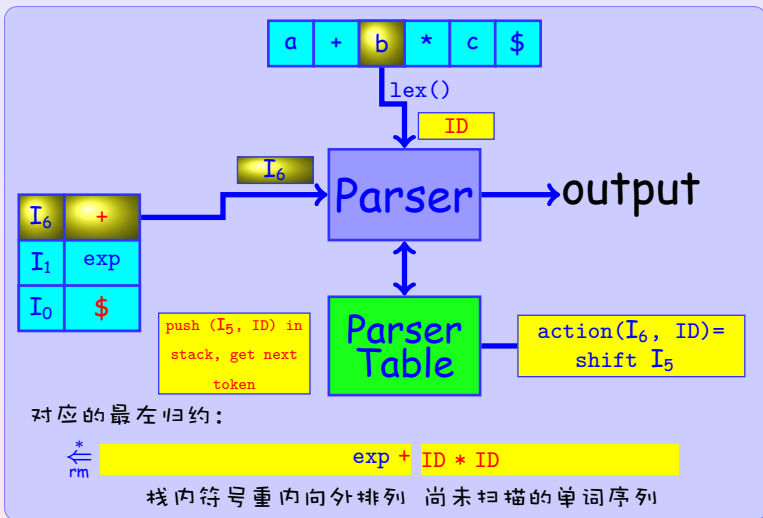 a + b * c $
lex()
ID
I₆
Parser
output
I₆ +
I₁ exp
I₀ $
push (I₅, ID) in
stack, get next
token
Parser
Table
action(I₆, ID)=
shift I₅
对应的最左归约:
*
⇐
rm
exp + ID * ID
栈内符号重内向外排列 尚未扫描的单词序列